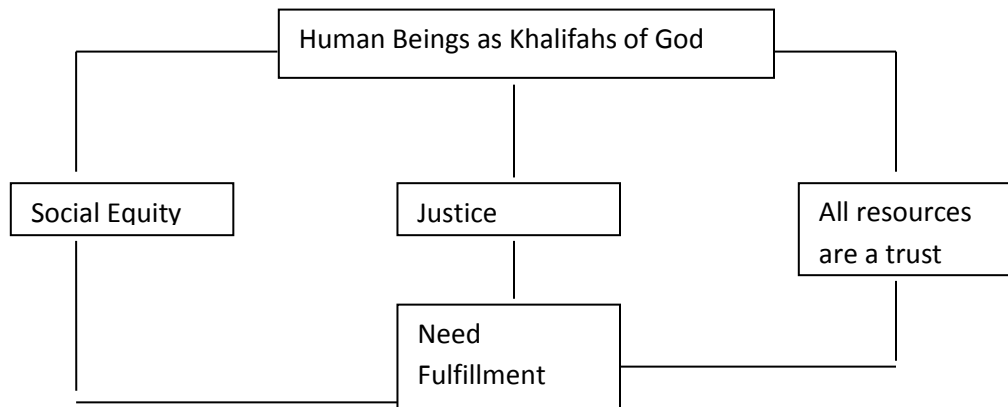 Human Beings as Khalifahs of God
Social Equity
Justice
All resources
are a trust
Need
Fulfillment